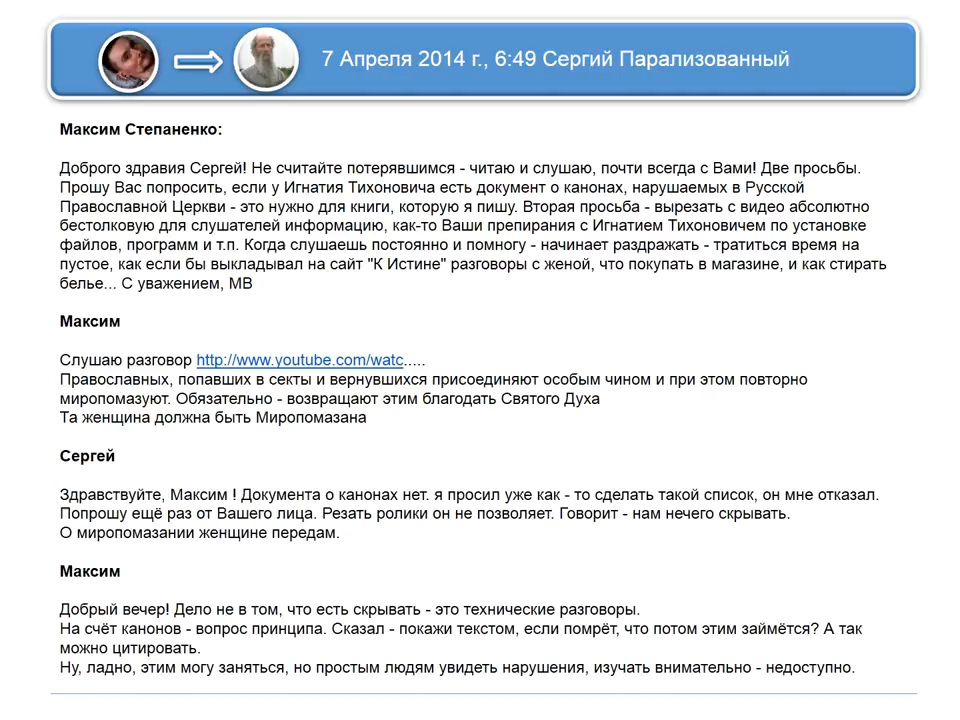 7 Апреля 2014 г., 6:49 Сергий Парализованный
Максим Степаненко:
Доброго здравия Сергей! Не считайте потерявшимся - читаю и слушаю, почти всегда с Вами! Две просьбы.
Прошу Вас попросить, если у Игнатия Тихоновича есть документ о канонах, нарушаемых в Русской
Православной Церкви - это нужно для книги, которую я пишу. Вторая просьба - вырезать с видео абсолютно
бестолковую для слушателей информацию, как-то Ваши препирания с Игнатием Тихоновичем по установке
файлов, программ и т.п. Когда слушаешь постоянно и помногу - начинает раздражать - тратиться время на
пустое, как если бы выкладывал на сайт "К Истине" разговоры с женой, что покупать в магазине, и как стирать
белье... С уважением, МВ
Максим
Слушаю разговор http://www.youtube.com/watc.....
Православных, попавших в секты и вернувшихся присоединяют особым чином и при этом повторно
миропомазуют. Обязательно - возвращают этим благодать Святого Духа
Та женщина должна быть Миропомазана
Сергей
Здравствуйте, Максим ! Документа о канонах нет. я просил уже как - то сделать такой список, он мне отказал.
Попрошу ещё раз от Вашего лица. Резать ролики он не позволяет. Говорит - нам нечего скрывать.
О миропомазании женщине передам.
Максим
Добрый вечер! Дело не в том, что есть скрывать - это технические разговоры.
На счёт канонов - вопрос принципа. Сказал - покажи текстом, если помрёт, что потом этим займётся? А так
можно цитировать.
Ну, ладно, этим могу заняться, но простым людям увидеть нарушения, изучать внимательно - недоступно.